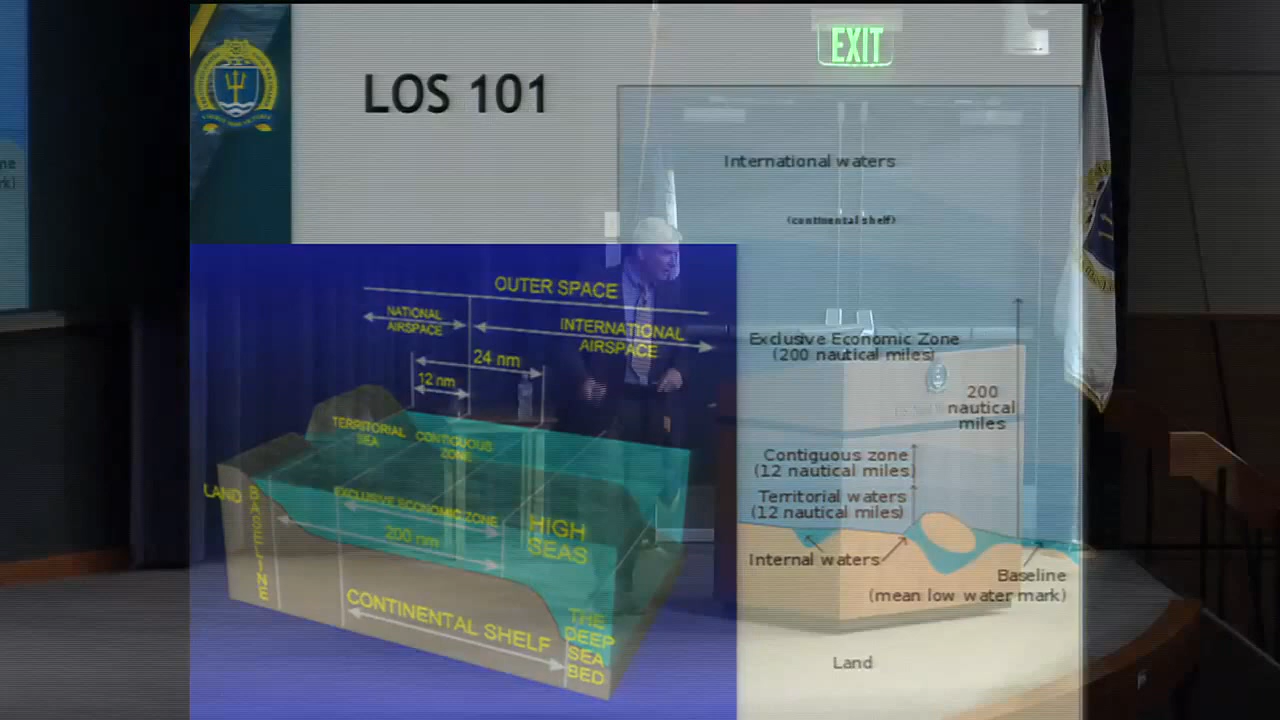 EXIT
LOS 101
International waters
(continental shelf)
OUTER SPACE
NATIONAL
AIRSPACE
INTERNATIONAL
AIRSPACE
24 nm
12 nm
TERRITORIAL
SEA
CONTIGUOUS
ZONE
LAND
BASELINE
EXCLUSIVE ECONOMIC ZONE
200 nm
HIGH
SEAS
CONTINENTAL SHELF
THE
DEEP
SEA
BED
Exclusive Economic Zone
(200 nautical miles)
200
nautical
miles
Contiguous zone
(12 nautical miles)
Territorial waters
(12 nautical miles)
Internal waters
Baseline
(mean low water mark)
Land